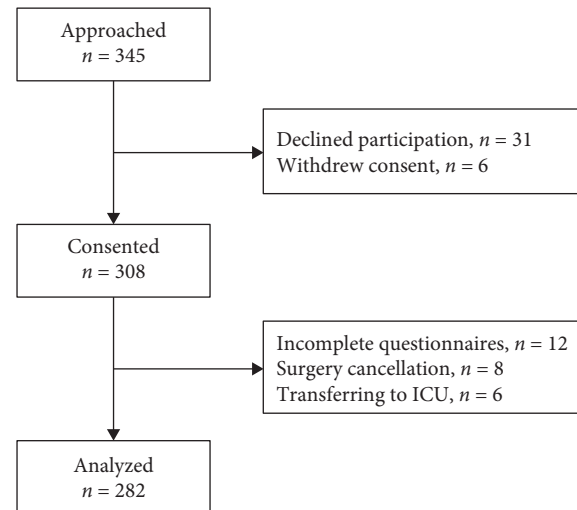 Approached
n = 345
Declined participation, n = 31
Withdrew consent, n = 6
Consented
n = 308
Incomplete questionnaires, n = 12
Surgery cancellation, n = 8
Transferring to ICU, n = 6
Analyzed
n = 282